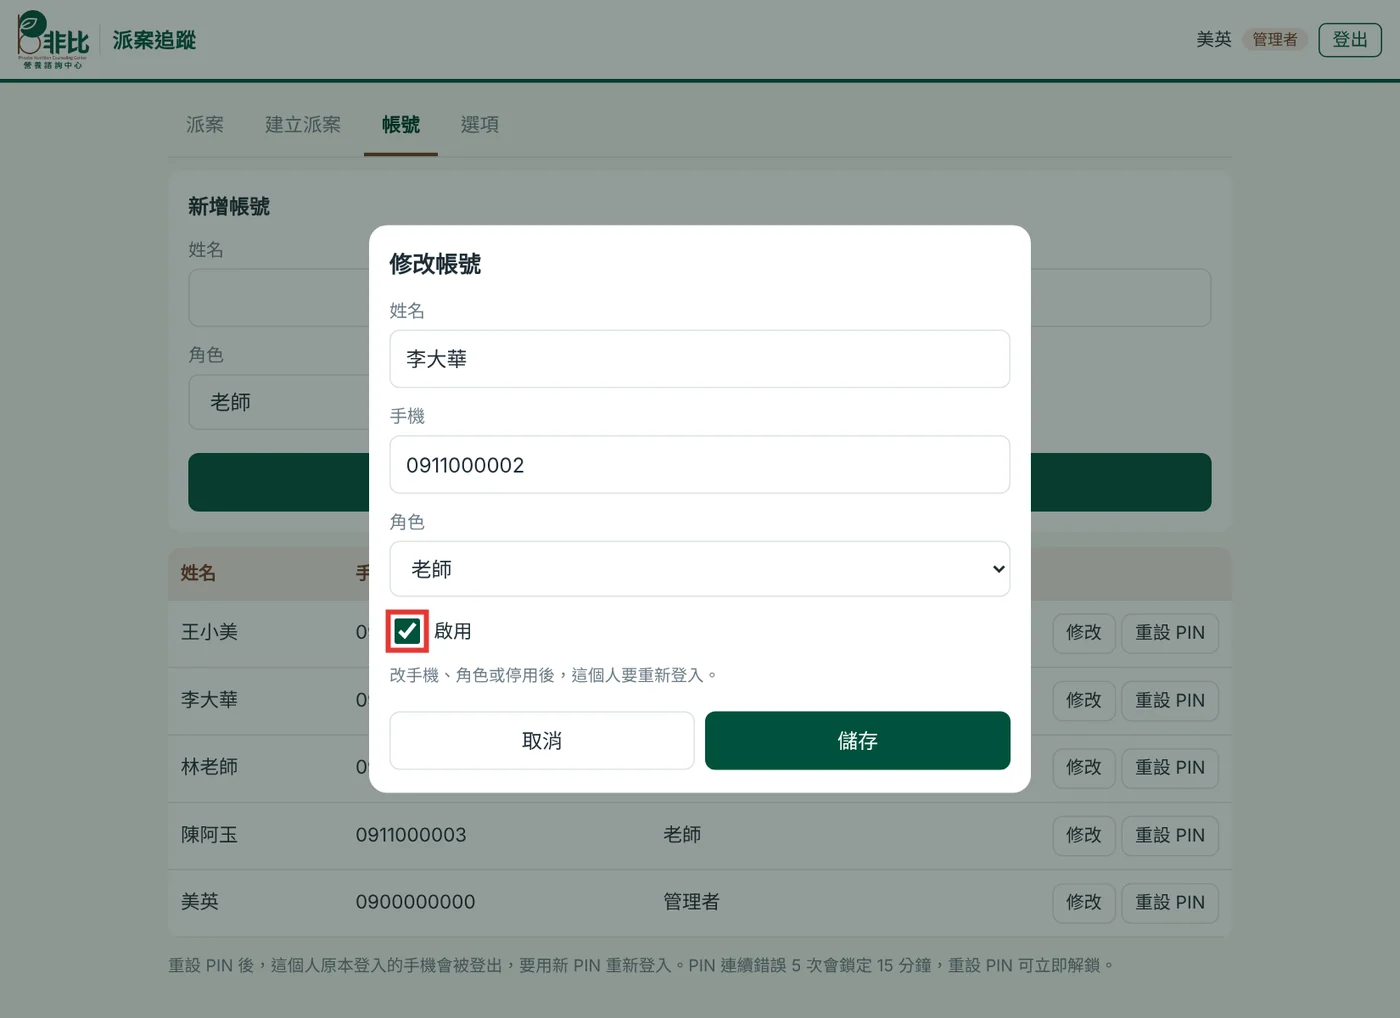 非比
Phoebe Nutrition Counseling Center
營養諮詢中心
派案追蹤
美英 管理者 登出
派案 建立派案 帳號 選項
新增帳號
姓名
角色
老師
修改帳號
姓名
李大華
手機
0911000002
角色
老師
啟用
改手機、角色或停用後，這個人要重新登入。
取消 儲存
姓名 手
王小美 09 修改 重設 PIN
李大華 09 修改 重設 PIN
林老師 09 修改 重設 PIN
陳阿玉 0911000003 老師 修改 重設 PIN
美英 0900000000 管理者 修改 重設 PIN
重設 PIN 後，這個人原本登入的手機會被登出，要用新 PIN 重新登入。PIN 連續錯誤 5 次會鎖定 15 分鐘，重設 PIN 可立即解鎖。